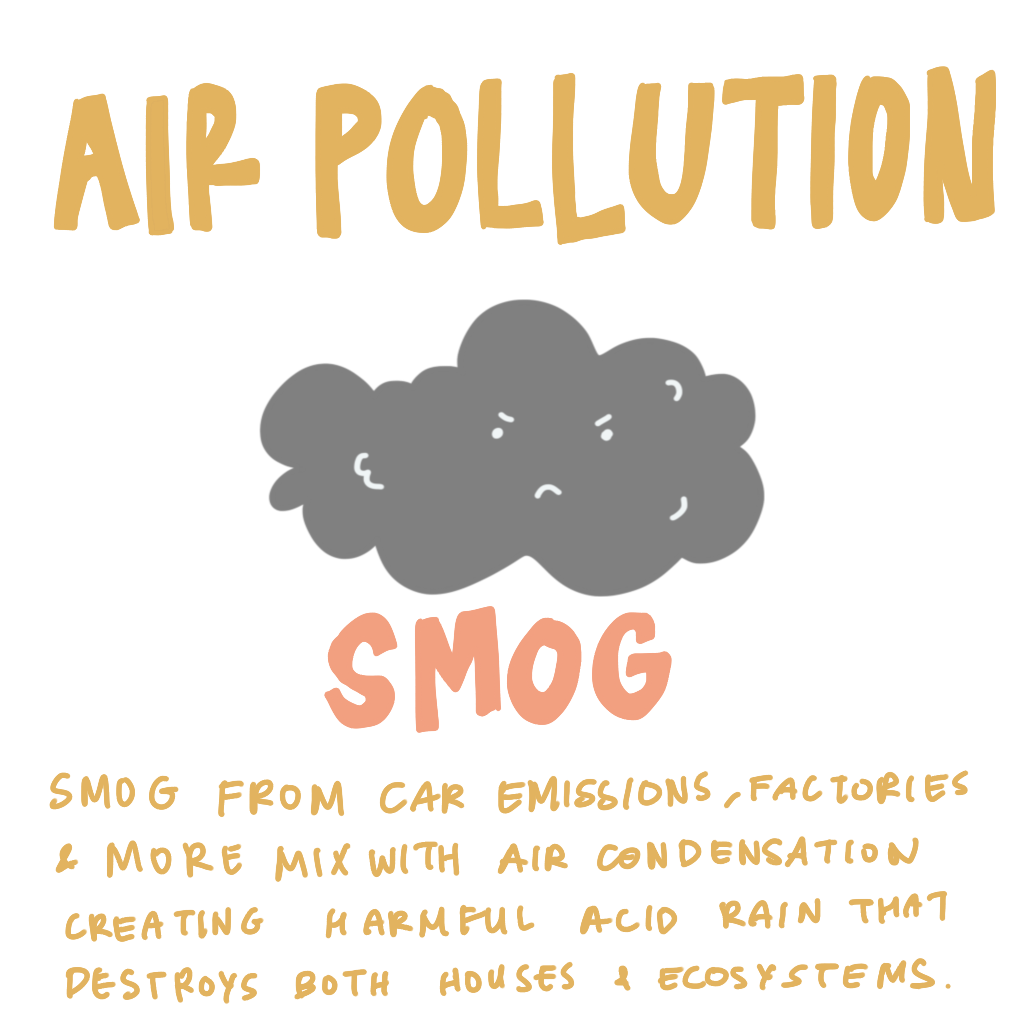 AIR POLLUTION
SMOG
SMOG FROM CAR EMISSIONS, FACTORIES
& MORE MIX WITH AIR CONDENSATION
CREATING HARMFUL ACID RAIN THAT
DESTROYS BOTH HOUSES & ECOSYSTEMS.